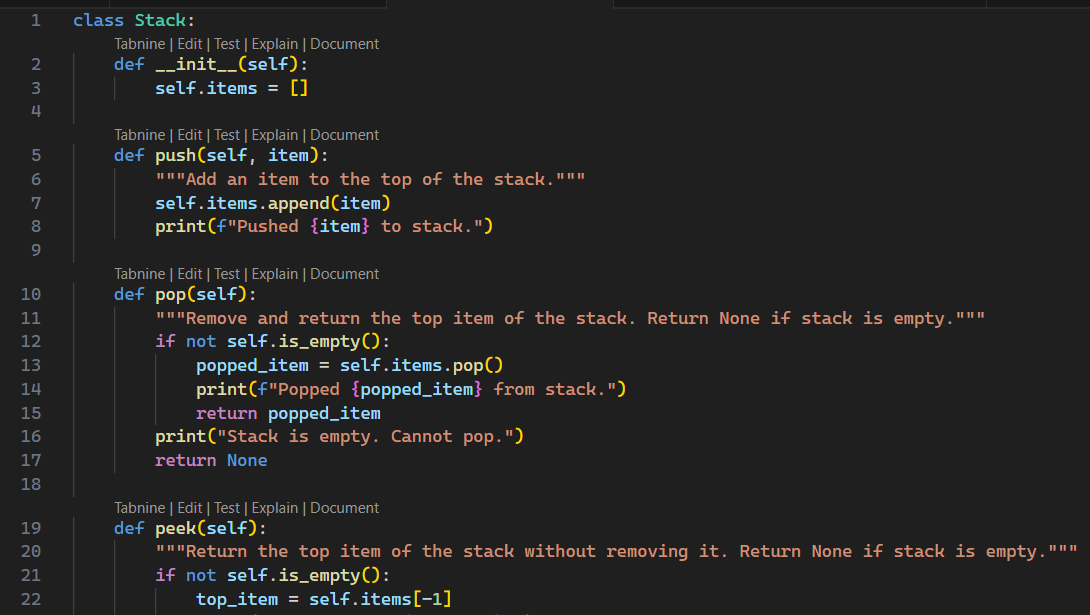 1 class Stack:
Tabnine | Edit | Test | Explain | Document
2     def __init__(self):
3         self.items = []
4
Tabnine | Edit | Test | Explain | Document
5     def push(self, item):
6         """Add an item to the top of the stack."""
7         self.items.append(item)
8         print(f"Pushed {item} to stack.")
9
Tabnine | Edit | Test | Explain | Document
10     def pop(self):
11         """Remove and return the top item of the stack. Return None if stack is empty."""
12         if not self.is_empty():
13             popped_item = self.items.pop()
14             print(f"Popped {popped_item} from stack.")
15             return popped_item
16         print("Stack is empty. Cannot pop.")
17         return None
18
Tabnine | Edit | Test | Explain | Document
19     def peek(self):
20         """Return the top item of the stack without removing it. Return None if stack is empty."""
21         if not self.is_empty():
22             top_item = self.items[-1]